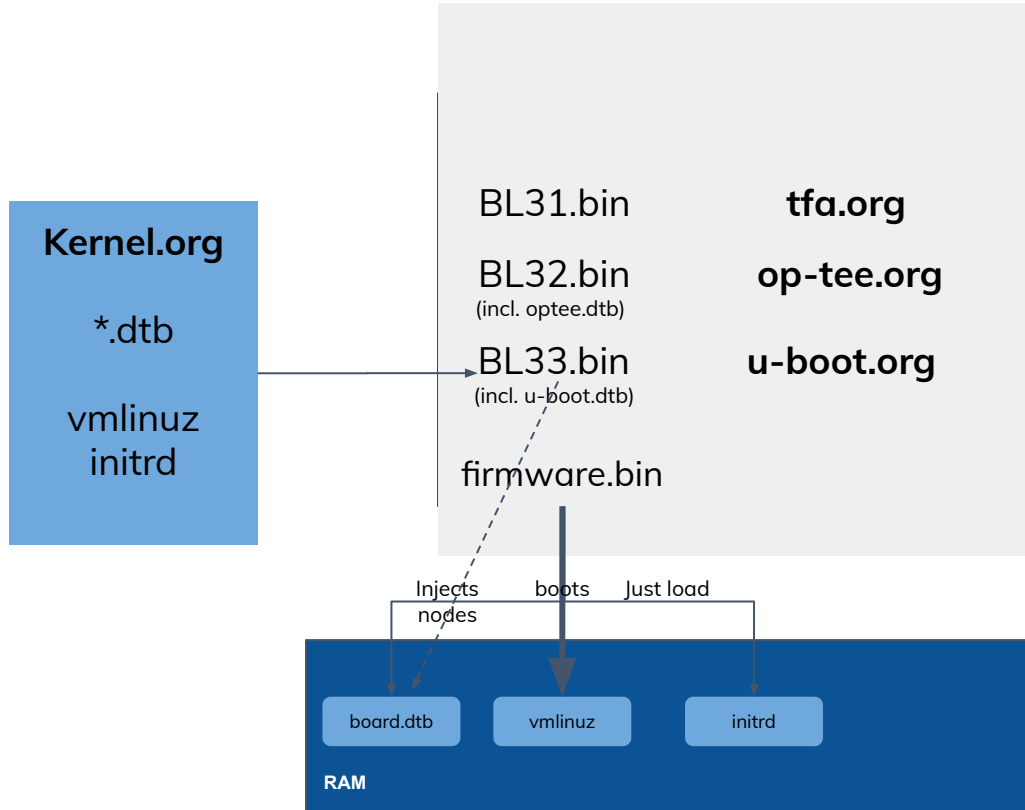 Kernel.org
*.dtb
vmlinuz
initrd
BL31.bin
tfa.org
BL32.bin
(incl. optee.dtb)
op-tee.org
BL33.bin
(incl. u-boot.dtb)
u-boot.org
firmware.bin
Injects
nodes
boots
Just load
board.dtb
vmlinuz
initrd
RAM